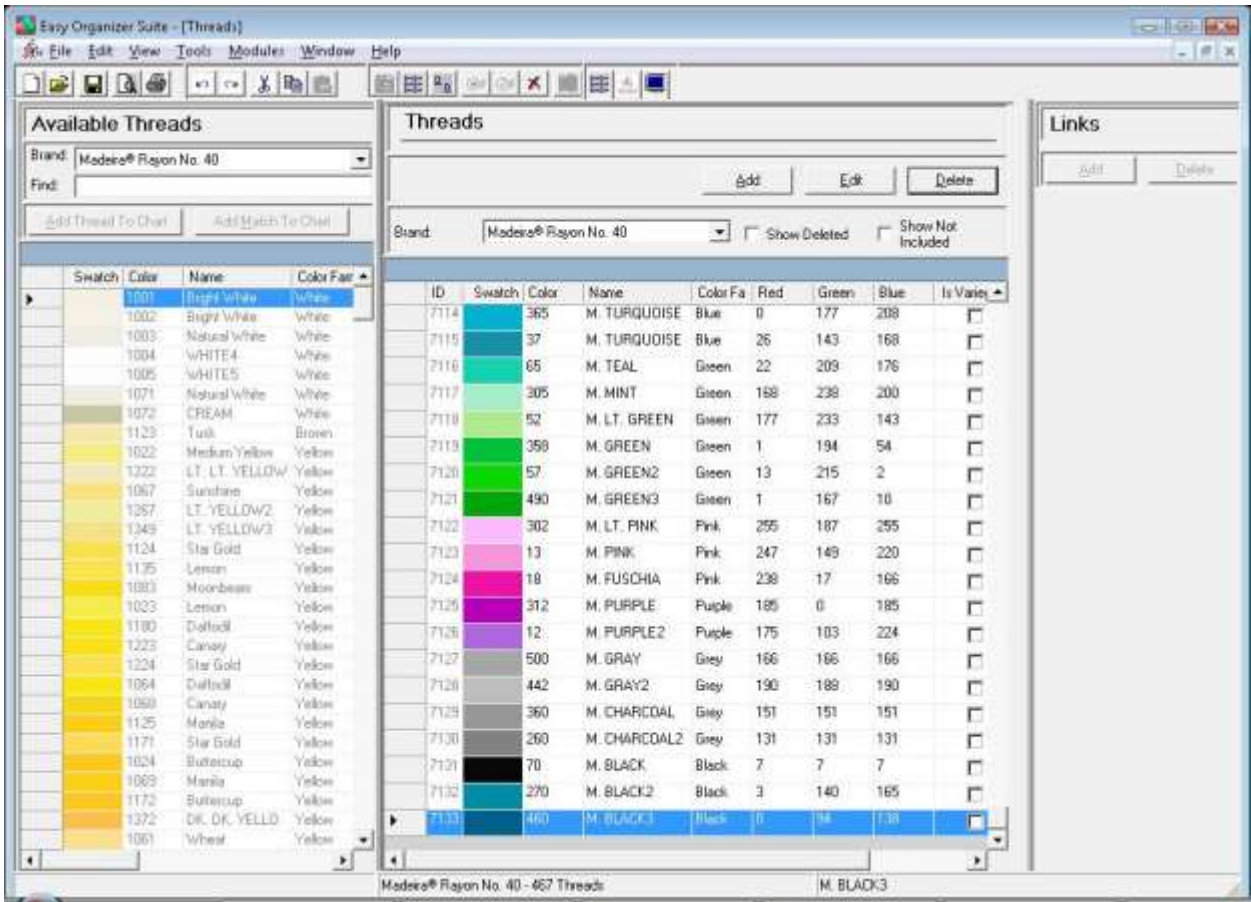 Easy Organizer Suite - [Threads]
File Edit View Tools Modules Window Help
Available Threads
Brand: Madeira® Rayon No. 40
Find:
Add Thread To Chart Add Match To Chart
Swatch Color Name Color Fam
1001 Bright White White
1002 Bright White White
1003 Natural White White
1004 WHITE4 White
1005 WHITE5 White
1071 Natural White White
1072 CREAM White
1123 Tusk Brown
1022 Medium Yellow Yellow
1222 LT. LT. YELLOW Yellow
1067 Sunshine Yellow
1267 LT. YELLOW2 Yellow
1349 LT. YELLOW3 Yellow
1124 Star Gold Yellow
1135 Lemon Yellow
1083 Moonbeam Yellow
1023 Lemon Yellow
1180 Daffodil Yellow
1223 Canary Yellow
1224 Star Gold Yellow
1064 Daffodil Yellow
1068 Canary Yellow
1125 Manila Yellow
1171 Star Gold Yellow
1024 Buttercup Yellow
1069 Manila Yellow
1172 Buttercup Yellow
1372 DK. DK. YELLO Yellow
1061 Wheat Yellow
Threads
Add Edit Delete
Brand: Madeira® Rayon No. 40 Show Deleted Show Not Included
ID Swatch Color Name Color Fa Red Green Blue Is Varieg
7114 365 M. TURQUOISE Blue 0 177 208
7115 37 M. TURQUOISE Blue 26 143 168
7116 65 M. TEAL Green 22 209 176
7117 305 M. MINT Green 168 238 200
7118 52 M. LT. GREEN Green 177 233 143
7119 358 M. GREEN Green 1 194 54
7120 57 M. GREEN2 Green 13 215 2
7121 490 M. GREEN3 Green 1 167 10
7122 302 M. LT. PINK Pink 255 187 255
7123 13 M. PINK Pink 247 149 220
7124 18 M. FUSCHIA Pink 238 17 166
7125 312 M. PURPLE Purple 185 0 185
7126 12 M. PURPLE2 Purple 175 103 224
7127 500 M. GRAY Grey 166 166 166
7128 442 M. GRAY2 Grey 190 189 190
7129 360 M. CHARCOAL Grey 151 151 151
7130 260 M. CHARCOAL2 Grey 131 131 131
7131 70 M. BLACK Black 7 7 7
7132 270 M. BLACK2 Black 3 140 165
7133 460 M. BLACK3 Black 0 94 138
Links
Add Delete
Madeira® Rayon No. 40 - 467 Threads M. BLACK3